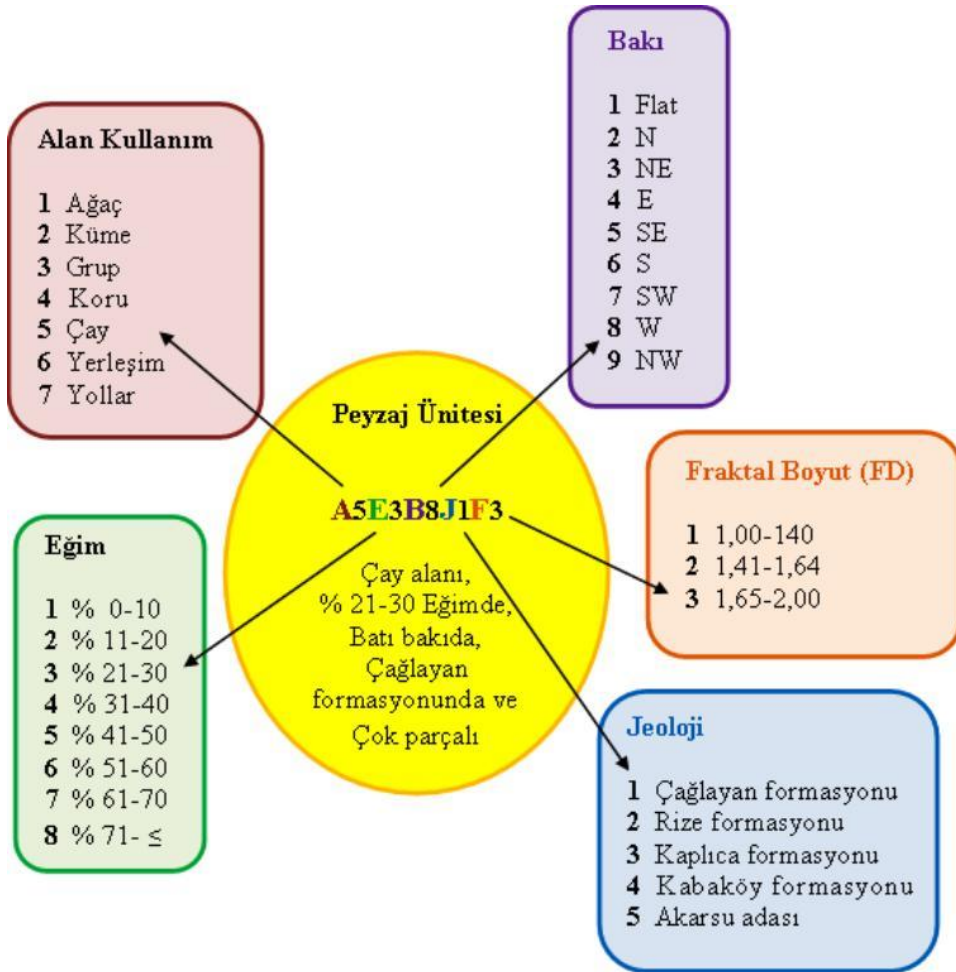 Bakı
1 Flat
2 N
3 NE
4 E
5 SE
6 S
7 SW
8 W
9 NW
Alan Kullanım
1 Ağaç
2 Küme
3 Grup
4 Koru
5 Çay
6 Yerleşim
7 Yollar
Peyzaj Ünitesi
A5E3B8J1F3
Çay alanı,
% 21-30 Eğimde,
Batı bakıda,
Çağlayan
formasyonunda ve
Çok parçalı
Fraktal Boyut (FD)
1 1,00-140
2 1,41-1,64
3 1,65-2,00
Eğim
1 % 0-10
2 % 11-20
3 % 21-30
4 % 31-40
5 % 41-50
6 % 51-60
7 % 61-70
8 % 71- ≤
Jeoloji
1 Çağlayan formasyonu
2 Rize formasyonu
3 Kaplıca formasyonu
4 Kabaköy formasyonu
5 Akarsu adası